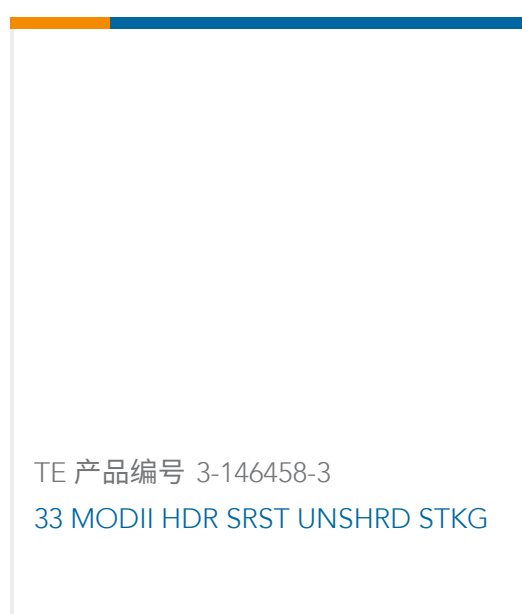 TE 产品编号 3-146458-3
33 MODII HDR SRST UNSHRD STKG